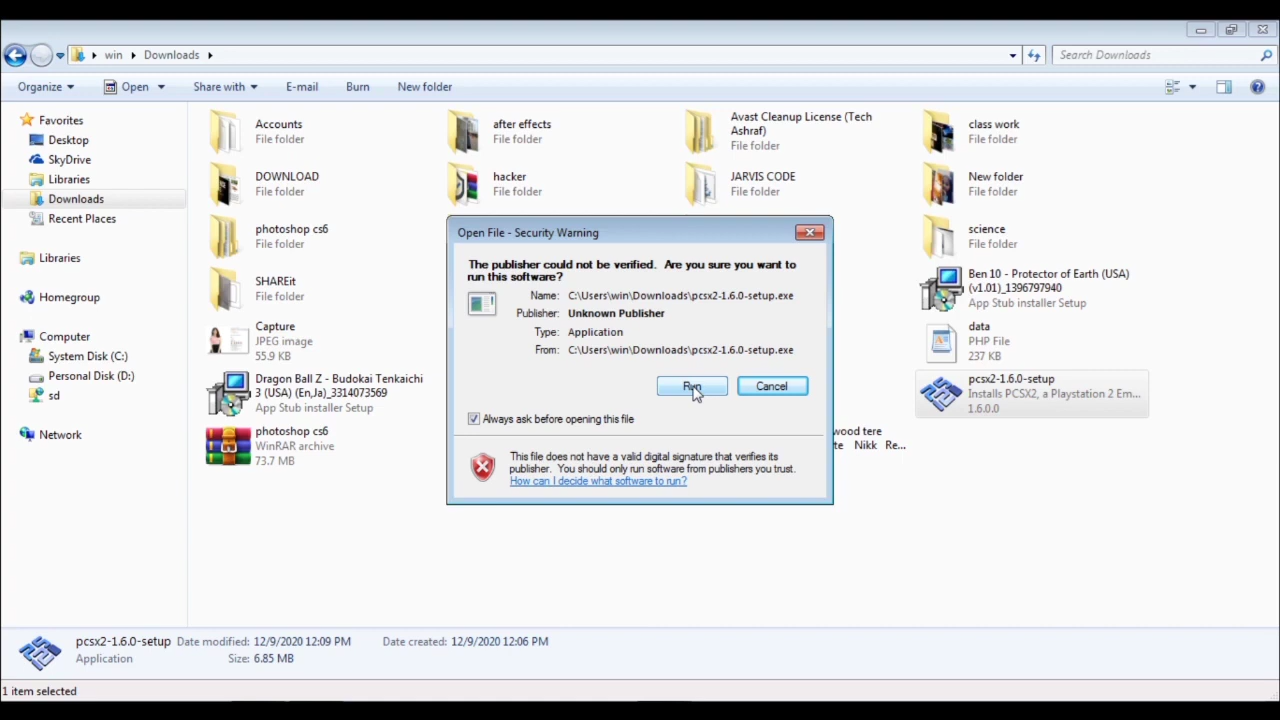 win Downloads
Search Downloads
Organize Open Share with E-mail Burn New folder
Favorites
Desktop
SkyDrive
Libraries
Downloads
Recent Places
Libraries
Homegroup
Computer
System Disk (C:)
Personal Disk (D:)
sd
Network
Accounts
File folder
after effects
File folder
Avast Cleanup License (Tech
Ashraf)
File folder
class work
File folder
DOWNLOAD
File folder
hacker
File folder
JARVIS CODE
File folder
New folder
File folder
photoshop cs6
File folder
science
File folder
SHAREit
File folder
Ben 10 - Protector of Earth (USA)
(v1.01)_1396797940
App Stub installer Setup
Capture
JPEG image
55.9 KB
data
PHP File
237 KB
Dragon Ball Z - Budokai Tenkaichi
3 (USA) (En,Ja)_3314073569
App Stub installer Setup
pcsx2-1.6.0-setup
Installs PCSX2, a Playstation 2 Em...
1.6.0.0
photoshop cs6
WinRAR archive
73.7 MB
wood tere
te Nikk Re...
Open File - Security Warning
The publisher could not be verified. Are you sure you want to
run this software?
Name: C:\Users\win\Downloads\pcsx2-1.6.0-setup.exe
Publisher: Unknown Publisher
Type: Application
From: C:\Users\win\Downloads\pcsx2-1.6.0-setup.exe
Run Cancel
Always ask before opening this file
This file does not have a valid digital signature that verifies its
publisher. You should only run software from publishers you trust.
How can I decide what software to run?
pcsx2-1.6.0-setup Date modified: 12/9/2020 12:09 PM Date created: 12/9/2020 12:06 PM
Application Size: 6.85 MB
1 item selected